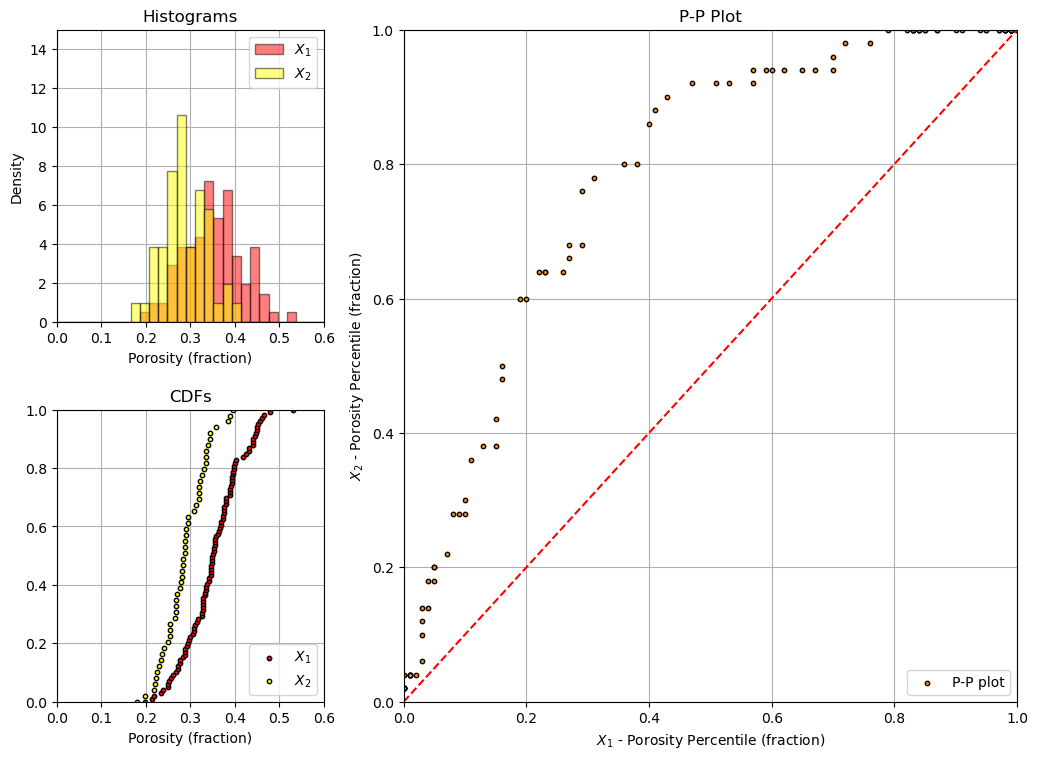 Histograms
X1
X2
14
12
10
8
6
4
2
0
Density
0.0 0.1 0.2 0.3 0.4 0.5 0.6
Porosity (fraction)
CDFs
1.0
0.8
0.6
0.4
0.2
0.0
X1
X2
0.0 0.1 0.2 0.3 0.4 0.5 0.6
Porosity (fraction)
P-P Plot
1.0
0.8
0.6
0.4
0.2
0.0
X2 - Porosity Percentile (fraction)
P-P plot
0.0 0.2 0.4 0.6 0.8 1.0
X1 - Porosity Percentile (fraction)